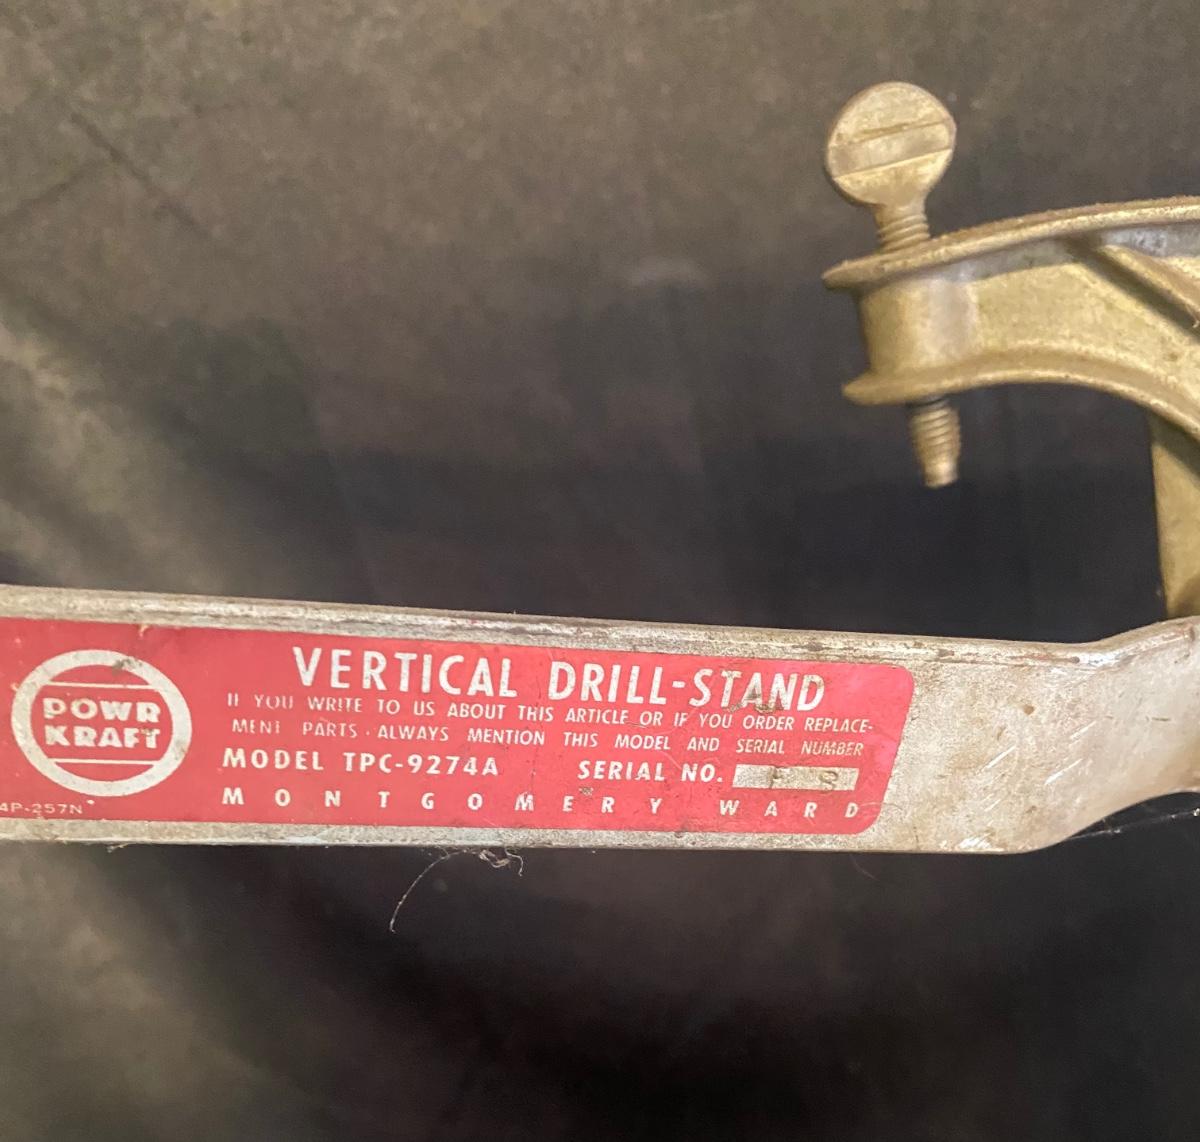 VERTICAL DRILL-STAND
IF YOU WRITE TO US ABOUT THIS ARTICLE OR IF YOU ORDER REPLACE-
MENT PARTS · ALWAYS MENTION THIS MODEL AND SERIAL NUMBER
POWR
KRAFT
MODEL TPC-9274A SERIAL NO.
MONTGOMERY WARD
4P-257N